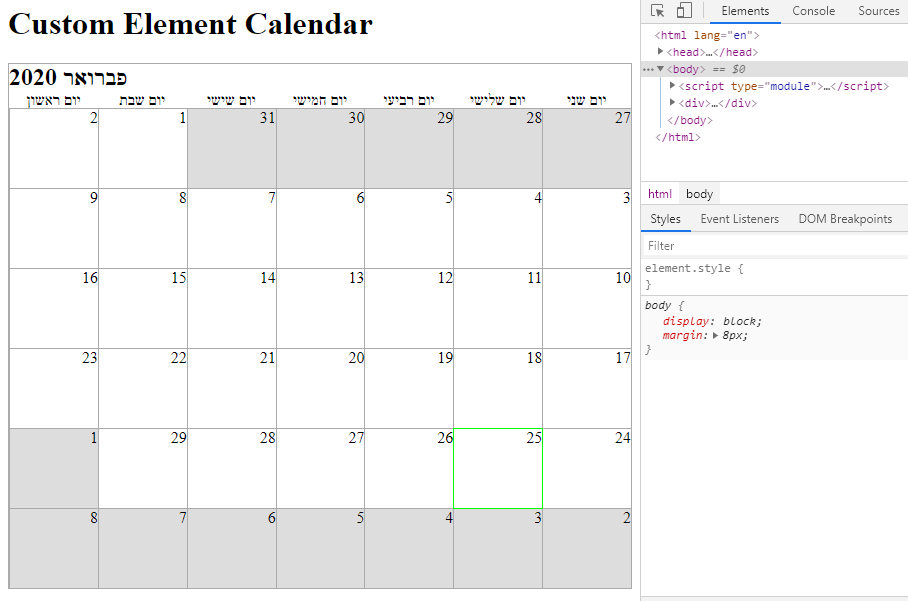 Custom Element Calendar
פברואר 2020
יום שני יום שלישי יום רביעי יום חמישי יום שישי יום שבת יום ראשון
27 28 29 30 31 1 2
3 4 5 6 7 8 9
10 11 12 13 14 15 16
17 18 19 20 21 22 23
24 25 26 27 28 29 1
2 3 4 5 6 7 8
Elements Console Sources
<html lang="en">
<head>…</head>
<body> == $0
<script type="module">…</script>
<div>…</div>
</body>
</html>
html body
Styles Event Listeners DOM Breakpoints
Filter
element.style {
}
body {
display: block;
margin: 8px;
}